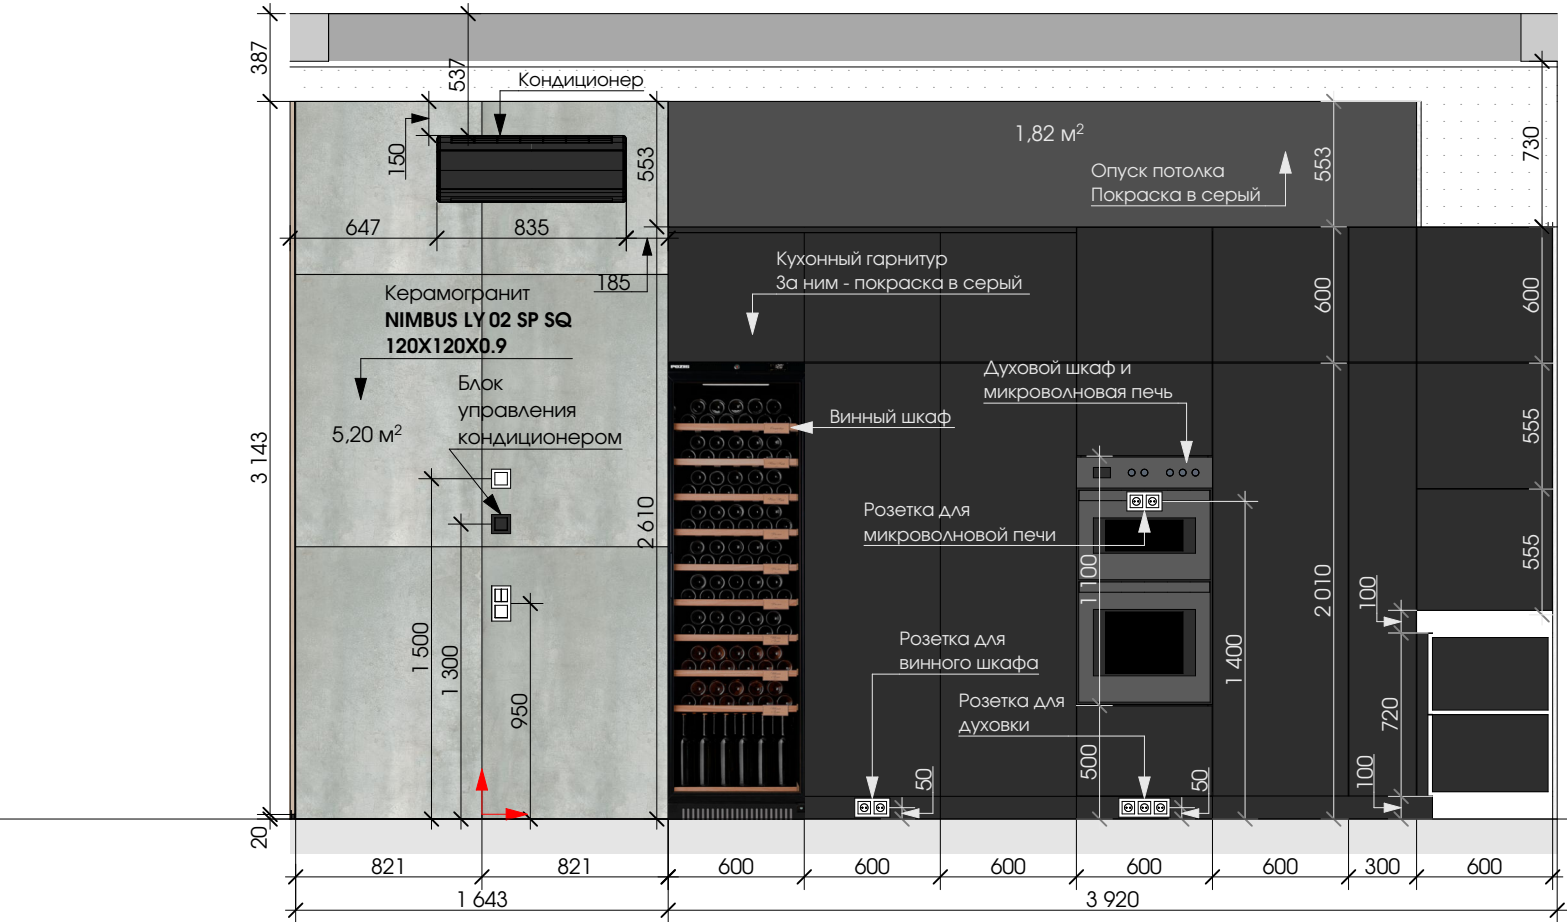 387
537
Кондиционер
150
553
647
835
185
1,82 м²
Опуск потолка
Покраска в серый
553
730
Кухонный гарнитур
За ним - покраска в серый
600
600
Керамогранит
NIMBUS LY 02 SP SQ
120X120X0.9
Блок
управления
кондиционером
5,20 м²
3 143
2 610
Духовой шкаф и
микроволновая печь
Винный шкаф
555
Розетка для
микроволновой печи
555
1 100
2 010
100
1 500
1 300
950
Розетка для
винного шкафа
1 400
Розетка для
духовки
720
500
50
50
100
20
821
821
600
600
600
600
600
300
600
1 643
3 920